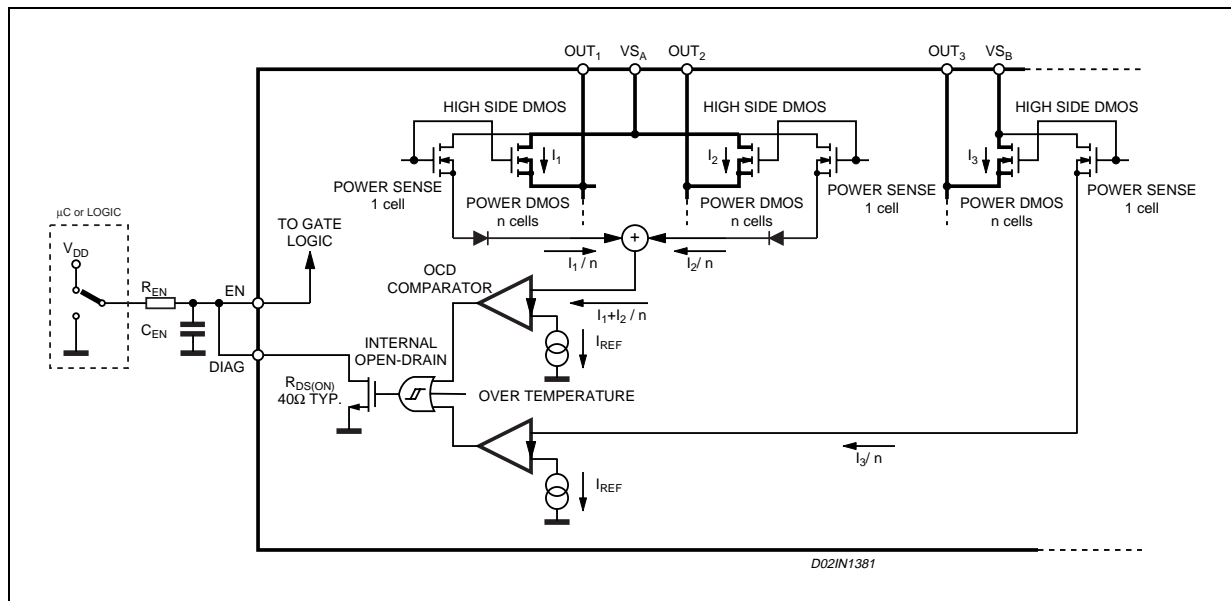 OUT1 VSA OUT2 OUT3 VSB
HIGH SIDE DMOS
HIGH SIDE DMOS
HIGH SIDE DMOS
I1
I2
I3
POWER SENSE
1 cell
POWER DMOS
n cells
POWER DMOS
n cells
POWER SENSE
1 cell
POWER DMOS
n cells
POWER SENSE
1 cell
µC or LOGIC
TO GATE
LOGIC
VDD
+
I1/ n
I2/ n
REN
EN
CEN
DIAG
OCD
COMPARATOR
I1+I2 / n
IREF
INTERNAL
OPEN-DRAIN
RDS(ON)
40Ω TYP.
OVER TEMPERATURE
I3/ n
IREF
D02IN1381